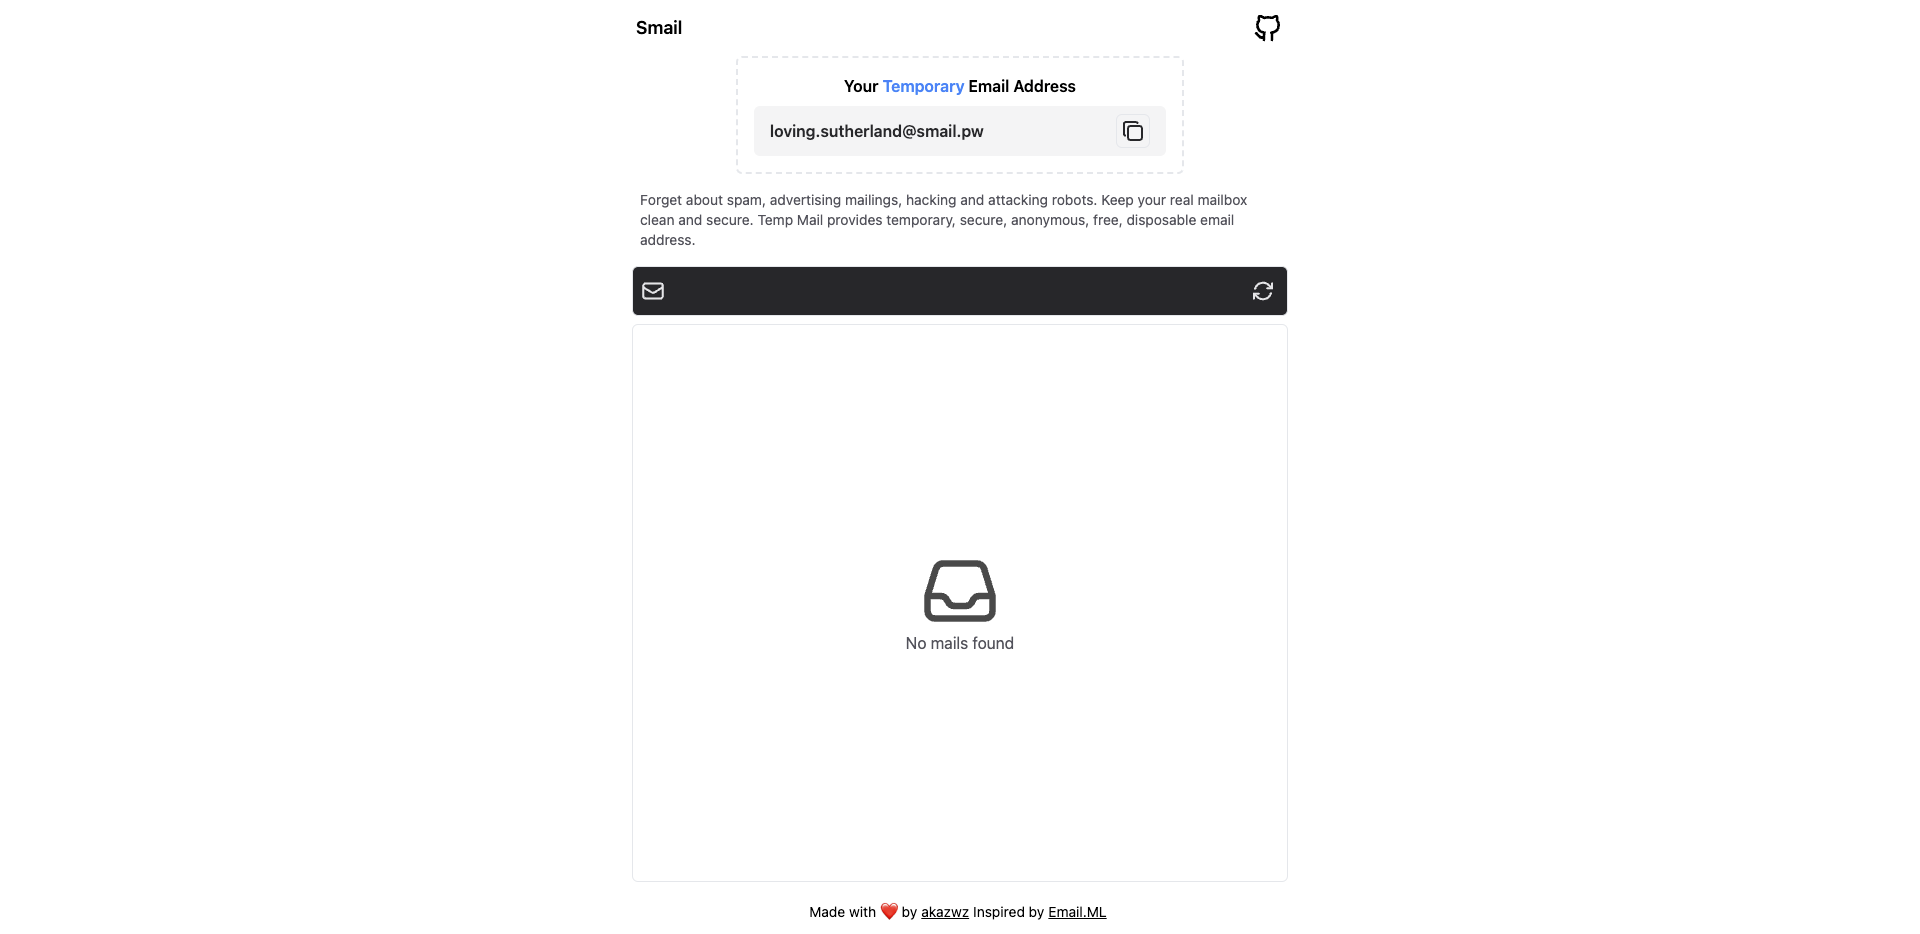 Smail
Your Temporary Email Address
loving.sutherland@smail.pw
Forget about spam, advertising mailings, hacking and attacking robots. Keep your real mailbox
clean and secure. Temp Mail provides temporary, secure, anonymous, free, disposable email
address.
No mails found
Made with ❤️ by akazwz Inspired by Email.ML